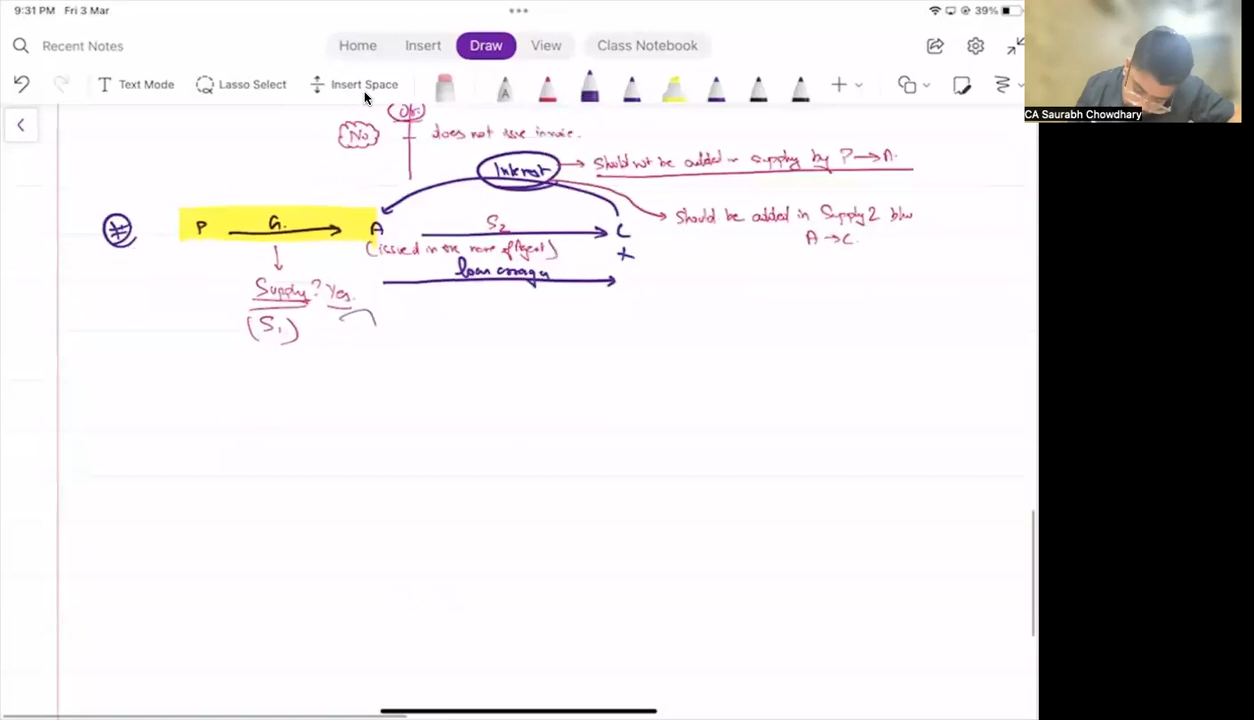 9:31 PM Fri 3 Mar
39%
Recent Notes
Home Insert Draw View Class Notebook
Text Mode Lasso Select Insert Space
A
CA Saurabh Chowdhary
No
does not issue invoice.
Interest → Should not be added in supply by P → A.
P G. A S2 C
Should be added in Supply 2 b/w
A → C.
(issued in the name of Agent)
loan
Supply? Yes.
(S1)